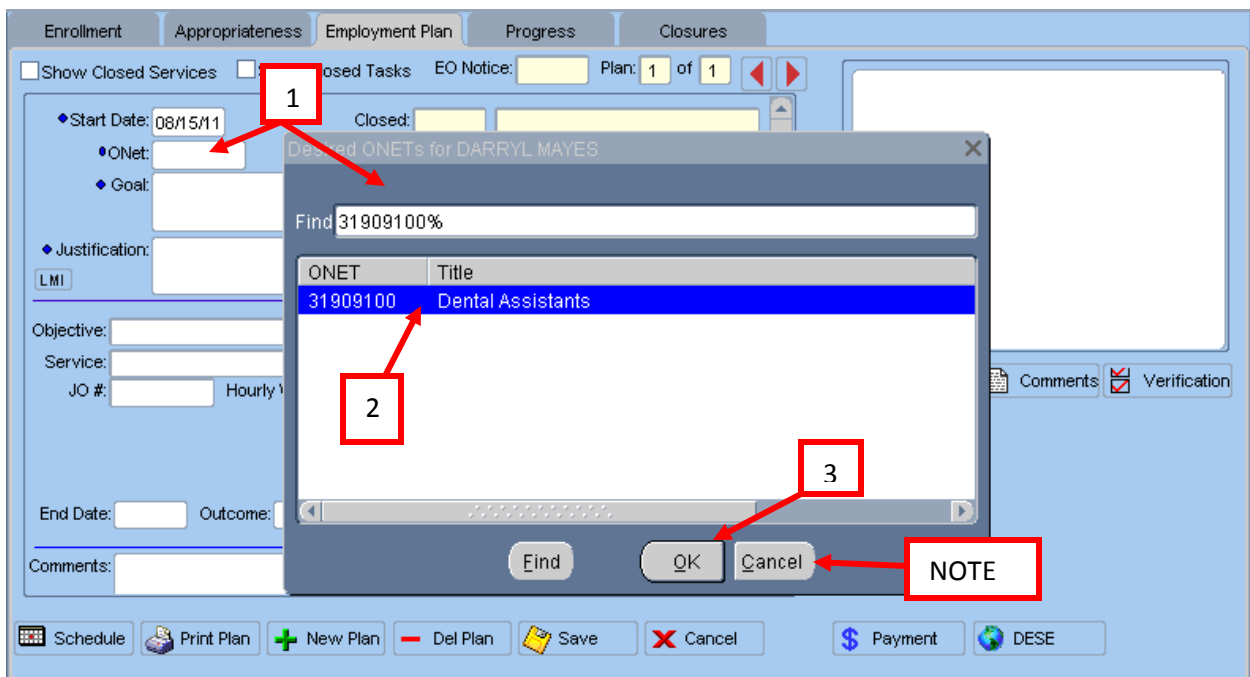 Enrollment Appropriateness Employment Plan Progress Closures
Show Closed Services osed Tasks EO Notice: Plan: 1 of 1
1
Start Date: 08/15/11 Closed:
ONet:
Desired ONETs for DARRYL MAYES
Goal:
Find 31909100%
Justification:
LMI
ONET Title
31909100 Dental Assistants
Objective:
Service:
JO #: Hourly
Comments Verification
2
3
End Date: Outcome:
Find OK Cancel
NOTE
Comments:
Schedule Print Plan New Plan Del Plan Save Cancel Payment DESE